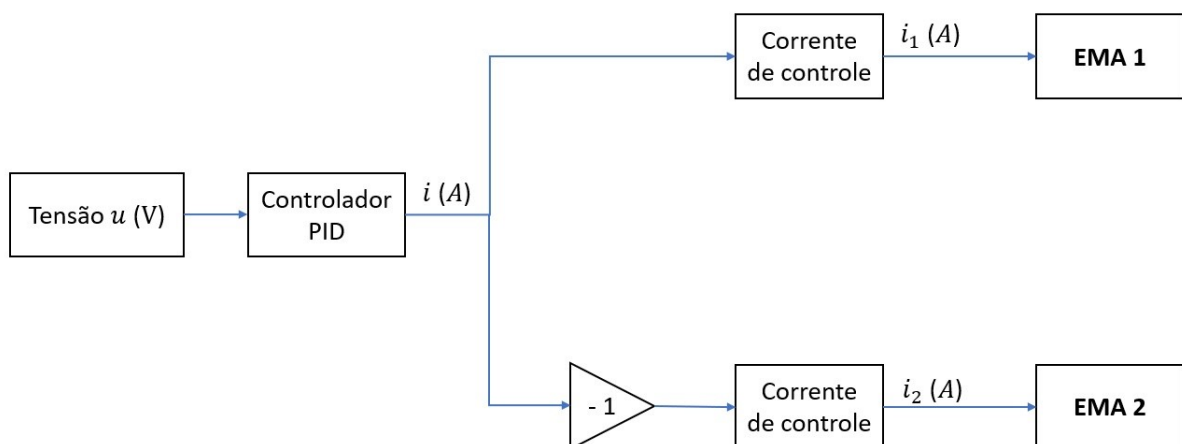 Corrente
de controle
i₁ (A)
EMA 1
Tensão u (V)
Controlador
PID
i (A)
- 1
Corrente
de controle
i₂ (A)
EMA 2